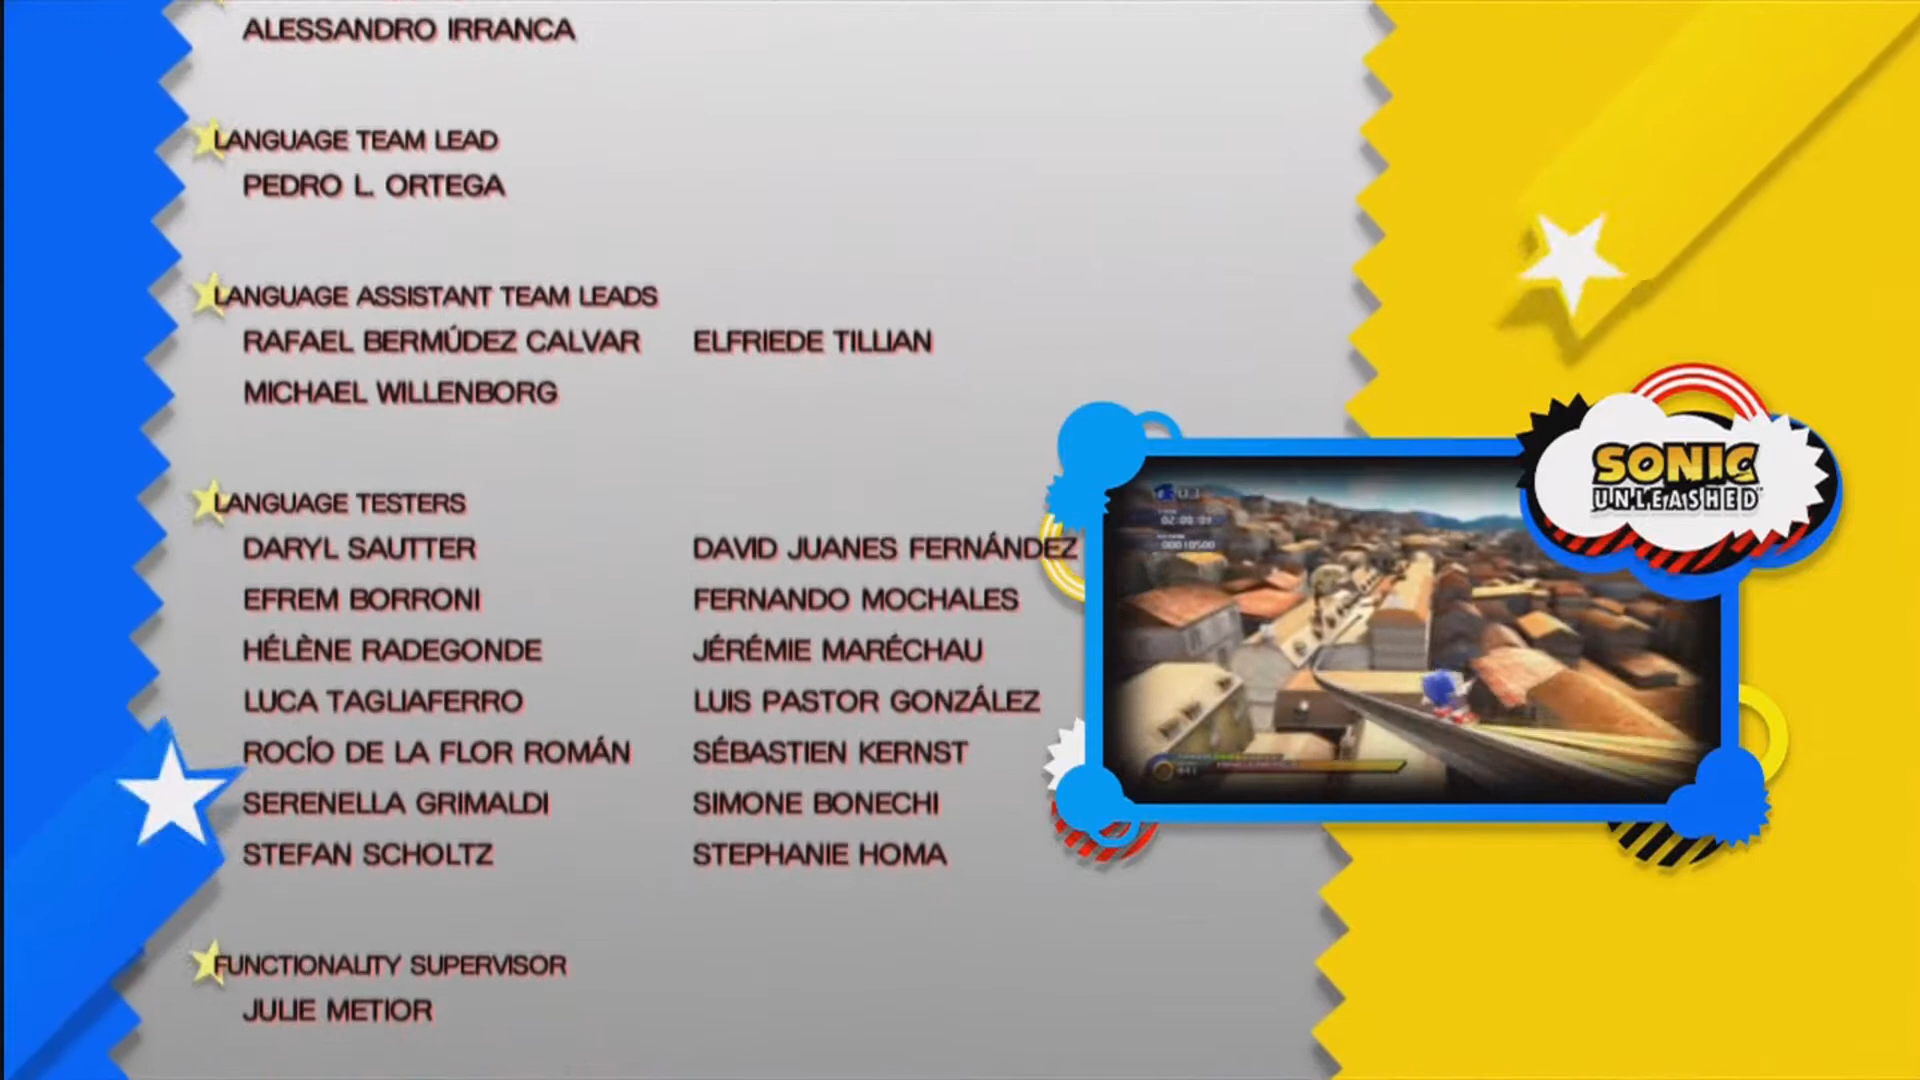 ALESSANDRO IRRANCA
LANGUAGE TEAM LEAD
PEDRO L. ORTEGA
LANGUAGE ASSISTANT TEAM LEADS
RAFAEL BERMÚDEZ CALVAR ELFRIEDE TILLIAN
MICHAEL WILLENBORG
LANGUAGE TESTERS
DARYL SAUTTER DAVID JUANES FERNÁNDEZ
EFREM BORRONI FERNANDO MOCHALES
HÉLÈNE RADEGONDE JÉRÉMIE MARÉCHAU
LUCA TAGLIAFERRO LUIS PASTOR GONZÁLEZ
ROCÍO DE LA FLOR ROMÁN SÉBASTIEN KERNST
SERENELLA GRIMALDI SIMONE BONECHI
STEFAN SCHOLTZ STEPHANIE HOMA
FUNCTIONALITY SUPERVISOR
JULIE METIOR
SONIC
UNLEASHED